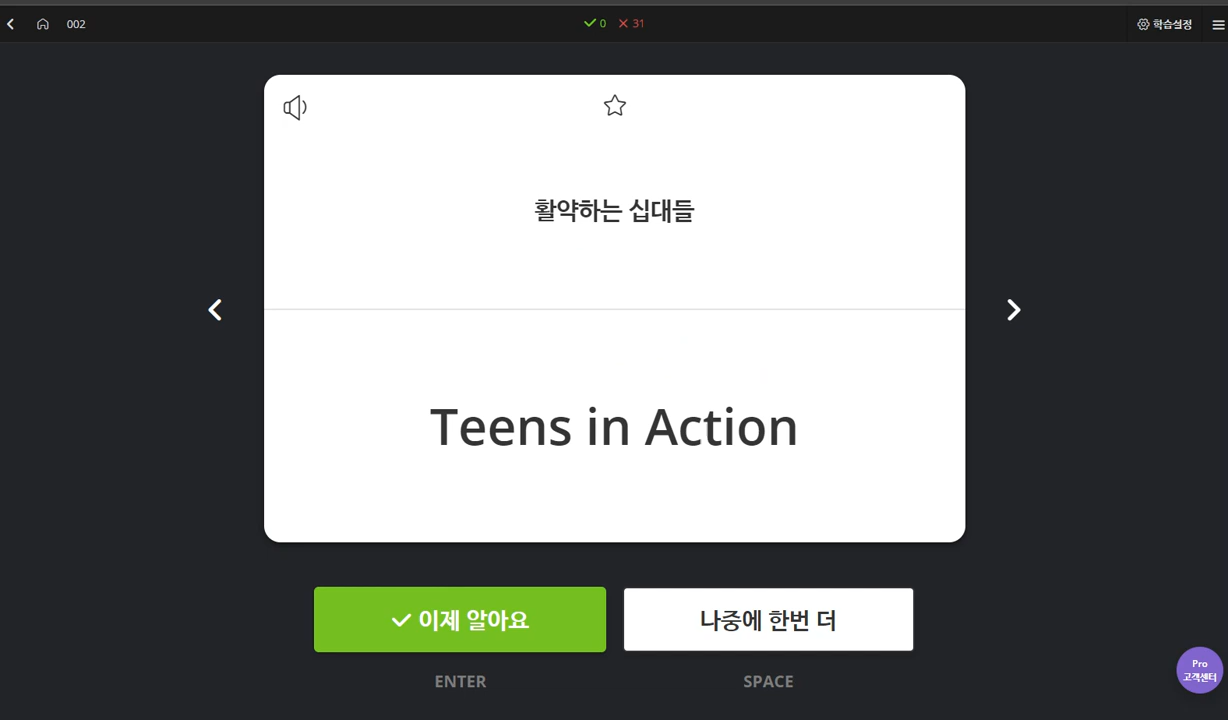 002
0
31
학습설정
활약하는 십대들
Teens in Action
이제 알아요
나중에 한번 더
ENTER
SPACE
Pro
고객센터